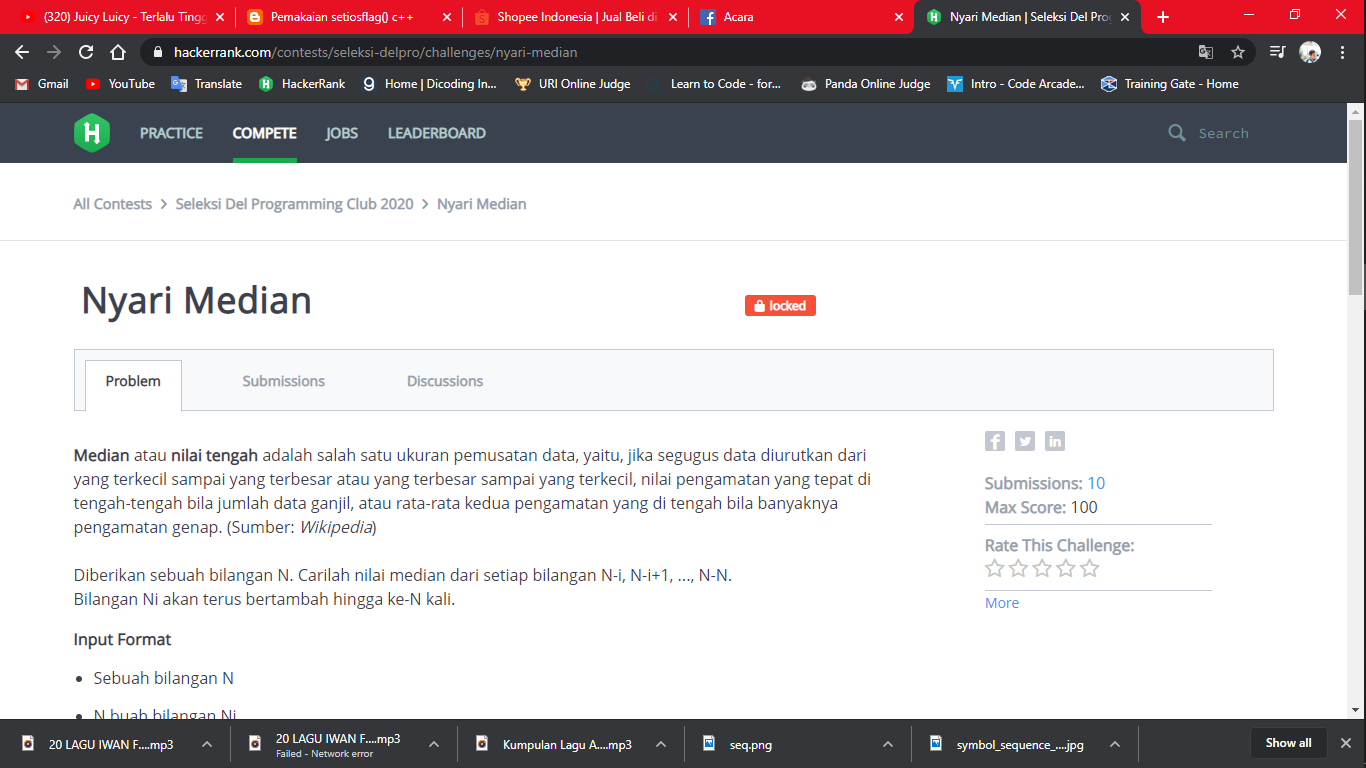 (320) Juicy Luicy - Terlalu Tingg
Pemakaian setiosflag() c++
Shopee Indonesia | Jual Beli di
Acara
Nyari Median | Seleksi Del Pro
hackerrank.com/contests/seleksi-delpro/challenges/nyari-median
Gmail
YouTube
Translate
HackerRank
Home | Dicoding In...
URI Online Judge
Learn to Code - for...
Panda Online Judge
Intro - Code Arcade...
Training Gate - Home
PRACTICE
COMPETE
JOBS
LEADERBOARD
Search
All Contests > Seleksi Del Programming Club 2020 > Nyari Median
Nyari Median
locked
Problem
Submissions
Discussions
Median atau nilai tengah adalah salah satu ukuran pemusatan data, yaitu, jika segugus data diurutkan dari
yang terkecil sampai yang terbesar atau yang terbesar sampai yang terkecil, nilai pengamatan yang tepat di
tengah-tengah bila jumlah data ganjil, atau rata-rata kedua pengamatan yang di tengah bila banyaknya
pengamatan genap. (Sumber: Wikipedia)
Diberikan sebuah bilangan N. Carilah nilai median dari setiap bilangan N-i, N-i+1, ..., N-N.
Bilangan Ni akan terus bertambah hingga ke-N kali.
Input Format
• Sebuah bilangan N
• N buah bilangan Ni
Submissions: 10
Max Score: 100
Rate This Challenge:
More
20 LAGU IWAN F....mp3
20 LAGU IWAN F....mp3
Failed - Network error
Kumpulan Lagu A....mp3
seq.png
symbol_sequence_....jpg
Show all